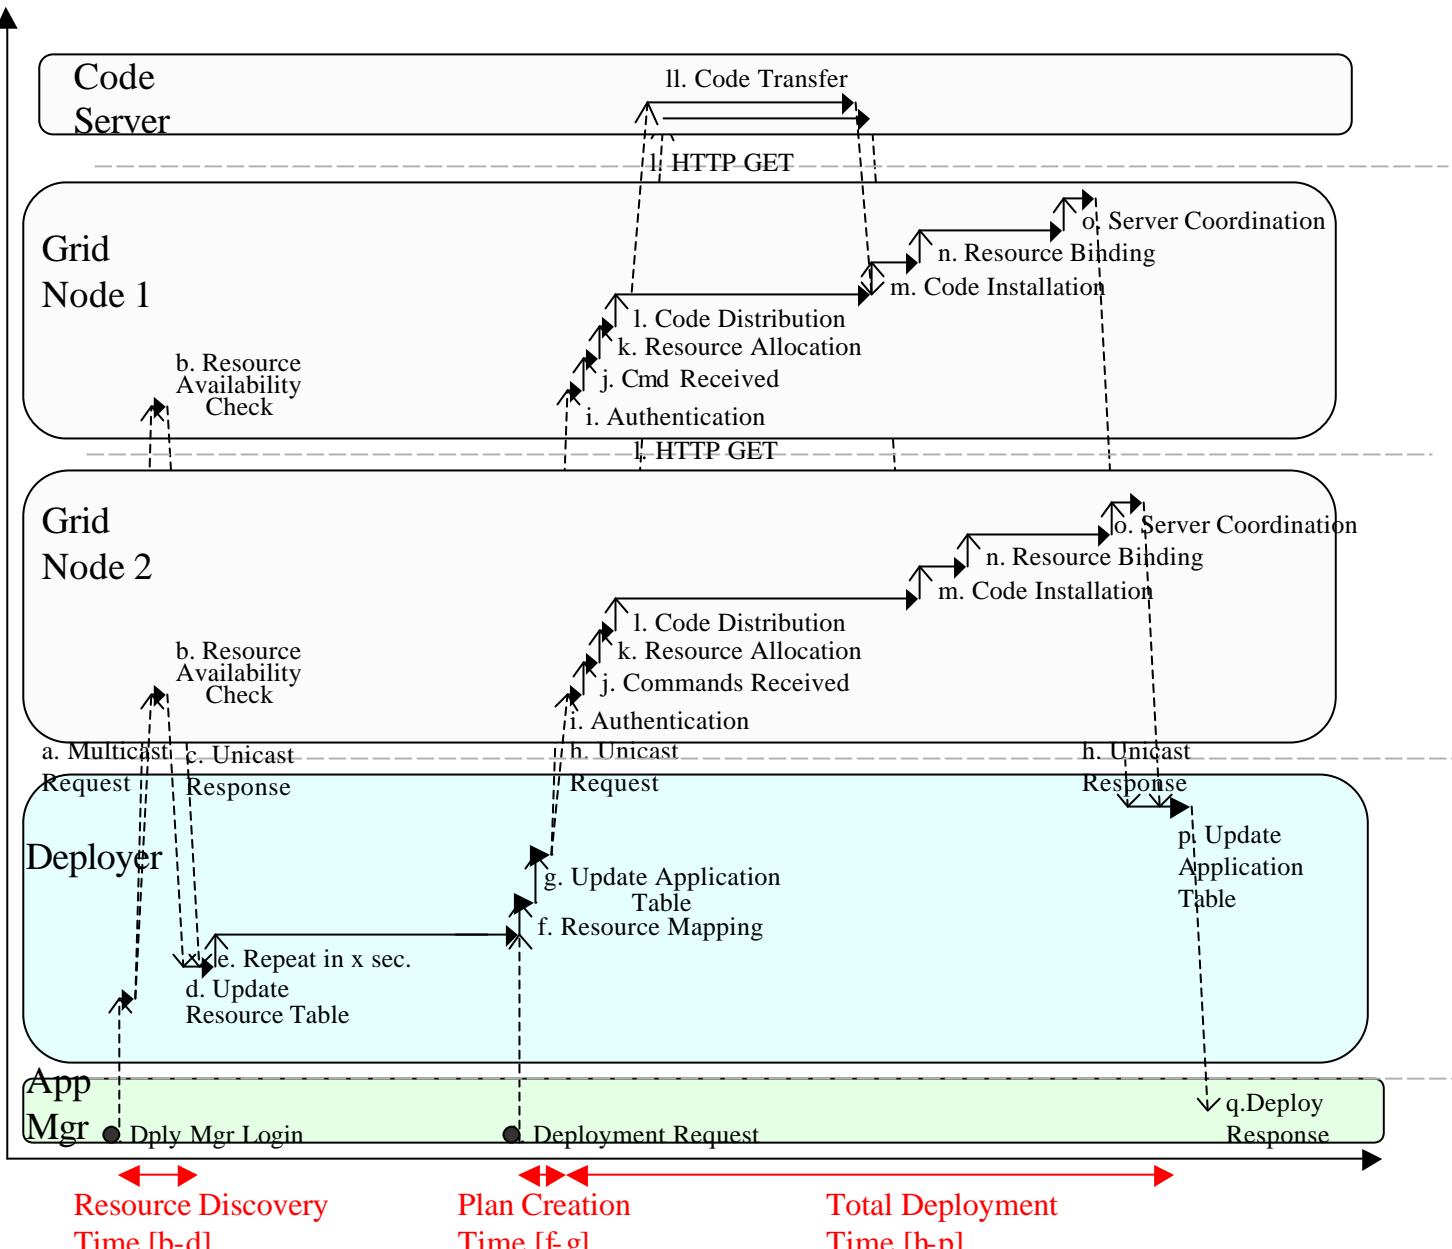 Code
Server
ll. Code Transfer
l. HTTP GET
Grid
Node 1
o. Server Coordination
n. Resource Binding
m. Code Installation
l. Code Distribution
k. Resource Allocation
j. Cmd Received
i. Authentication
b. Resource
Availability
Check
l. HTTP GET
Grid
Node 2
o. Server Coordination
n. Resource Binding
m. Code Installation
l. Code Distribution
k. Resource Allocation
j. Commands Received
i. Authentication
b. Resource
Availability
Check
a. Multicast
Request
c. Unicast
Response
h. Unicast
Request
h. Unicast
Response
Deployer
p. Update
Application
Table
g. Update Application
Table
f. Resource Mapping
e. Repeat in x sec.
d. Update
Resource Table
App
Mgr
Dply Mgr Login
. Deployment Request
q.Deploy
Response
Resource Discovery
Time [b-d]
Plan Creation
Time [f-g]
Total Deployment
Time [h-p]